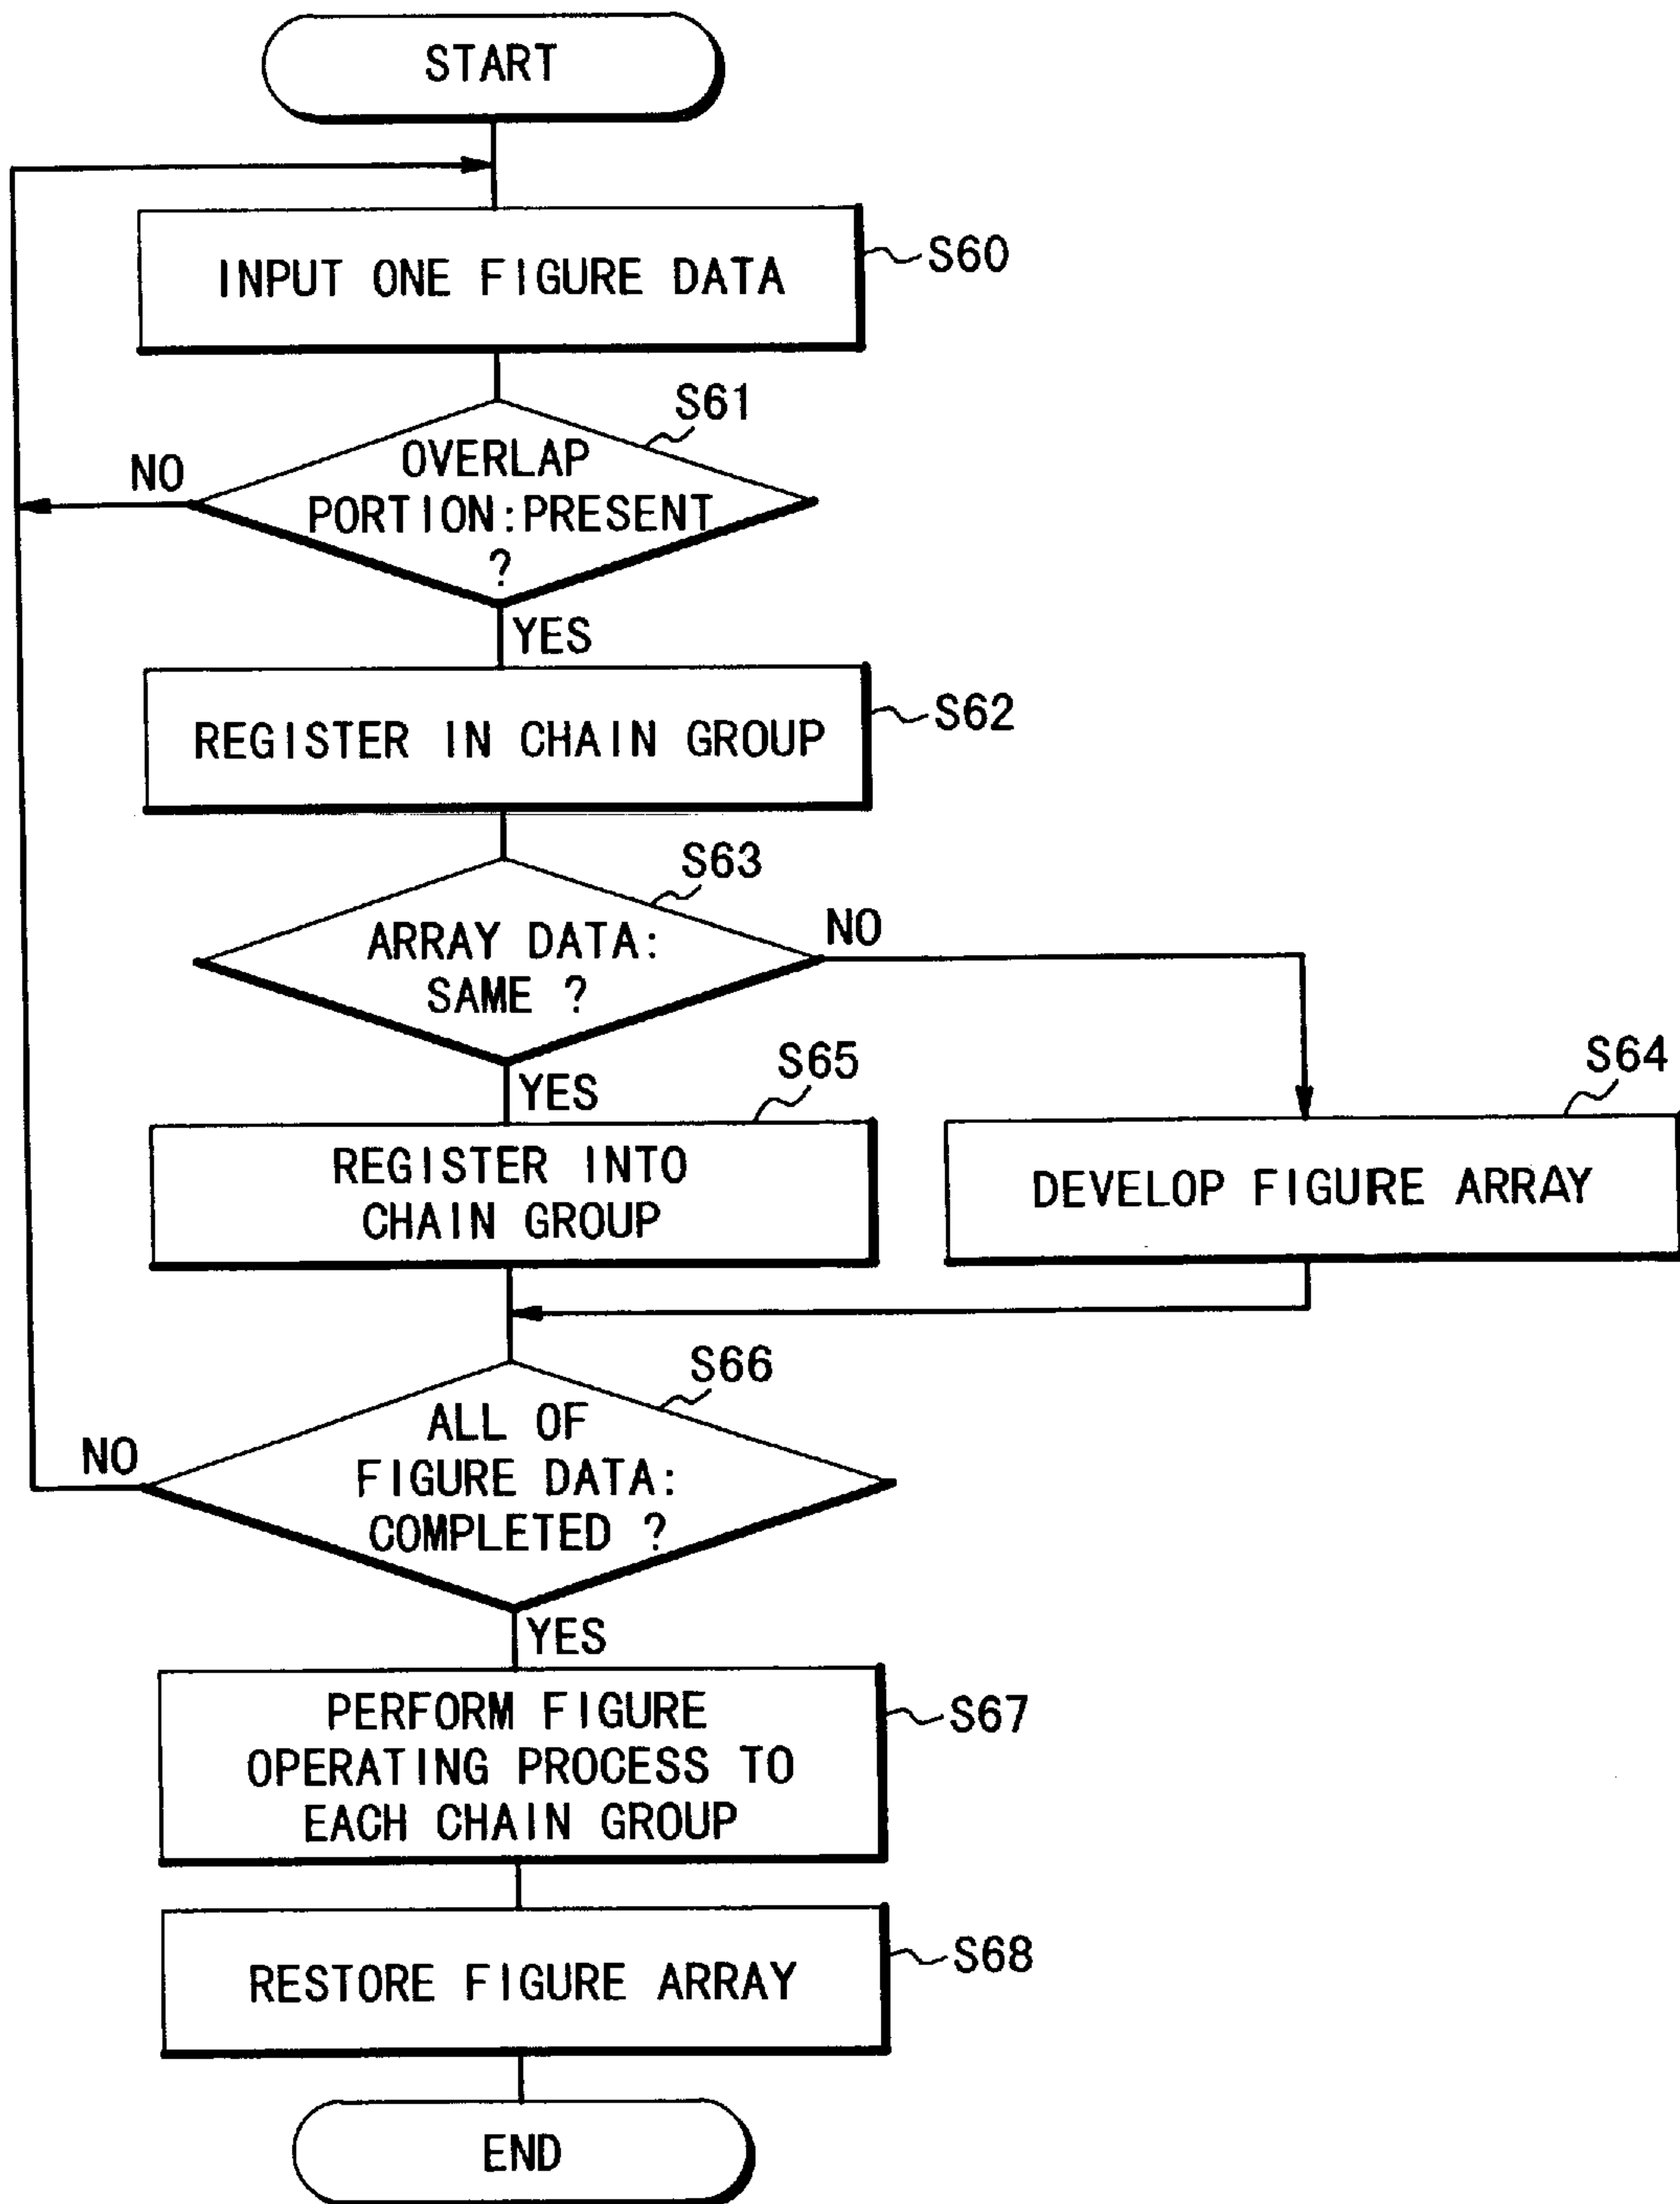 START
INPUT ONE FIGURE DATA
S60
S61
OVERLAP
PORTION:PRESENT
?
NO
YES
REGISTER IN CHAIN GROUP
S62
S63
ARRAY DATA:
SAME ?
NO
YES
S65
REGISTER INTO
CHAIN GROUP
S64
DEVELOP FIGURE ARRAY
S66
ALL OF
FIGURE DATA:
COMPLETED ?
NO
YES
PERFORM FIGURE
OPERATING PROCESS TO
EACH CHAIN GROUP
S67
RESTORE FIGURE ARRAY
S68
END